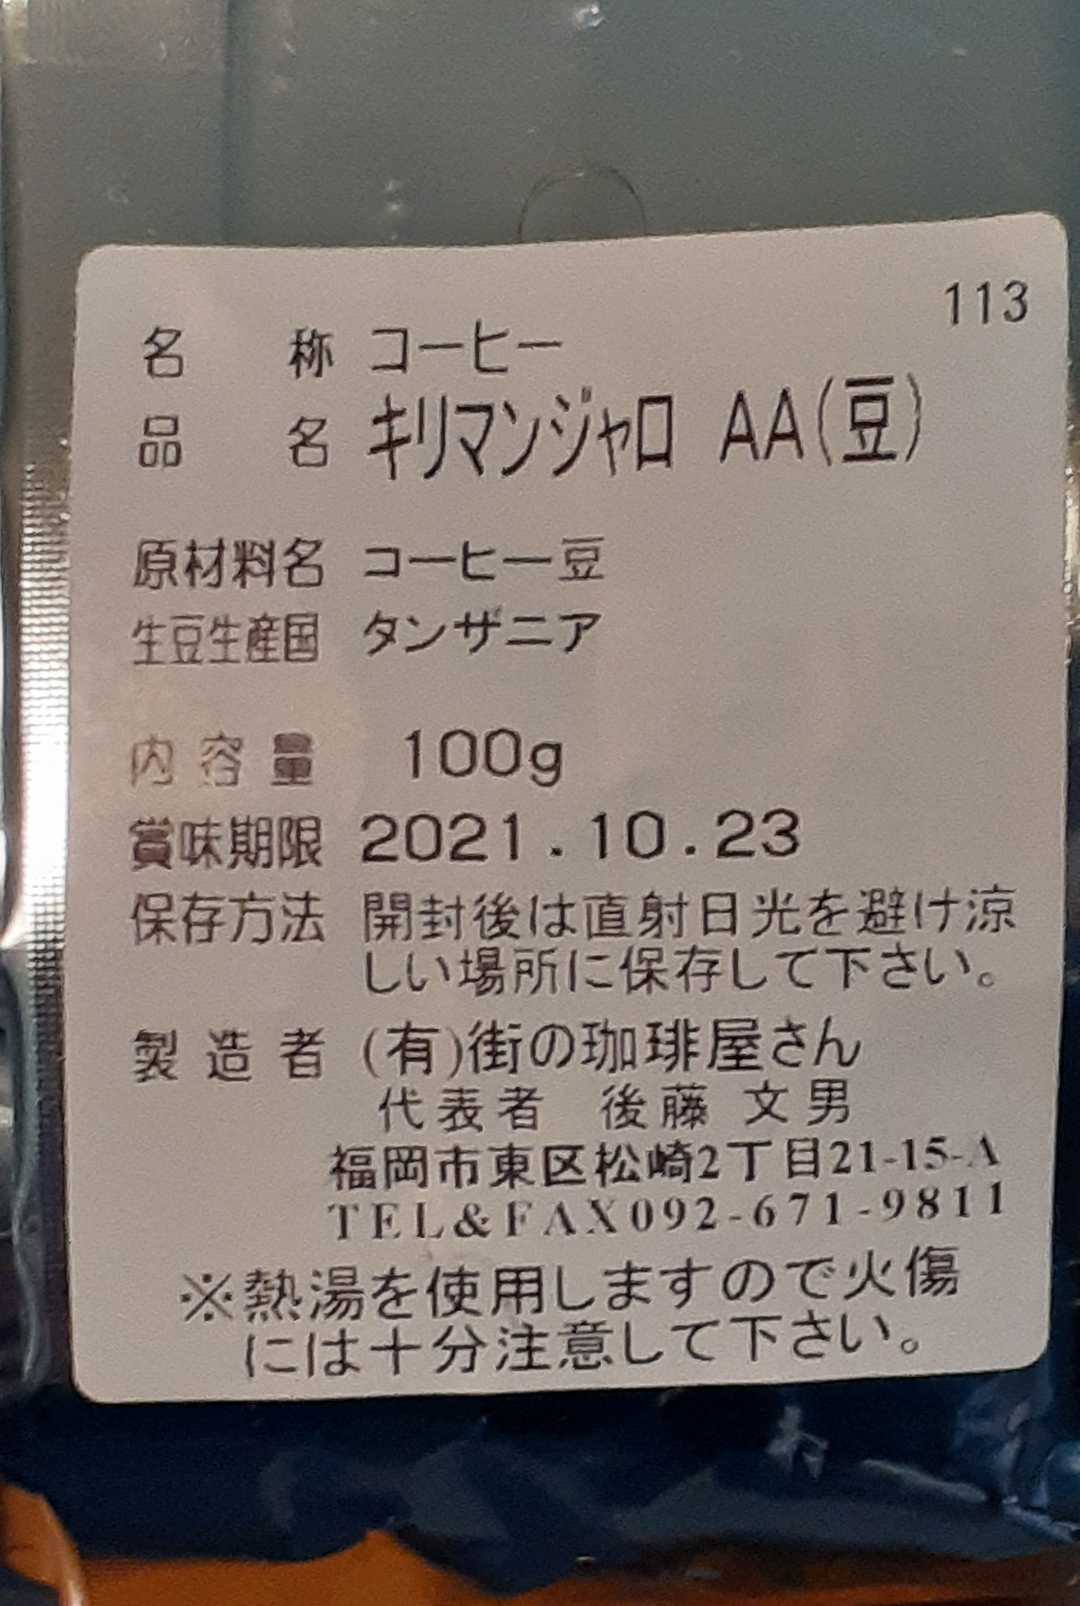 113
名称 コーヒー
品名 キリマンジャロ AA(豆)
原材料名 コーヒー豆
生豆生産国 タンザニア
内容量 100g
賞味期限 2021.10.23
保存方法 開封後は直射日光を避け涼
しい場所に保存して下さい。
製造者 (有)街の珈琲屋さん
代表者 後藤 文男
福岡市東区松崎2丁目21-15-A
TEL&FAX092-671-9811
※熱湯を使用しますので火傷
には十分注意して下さい。